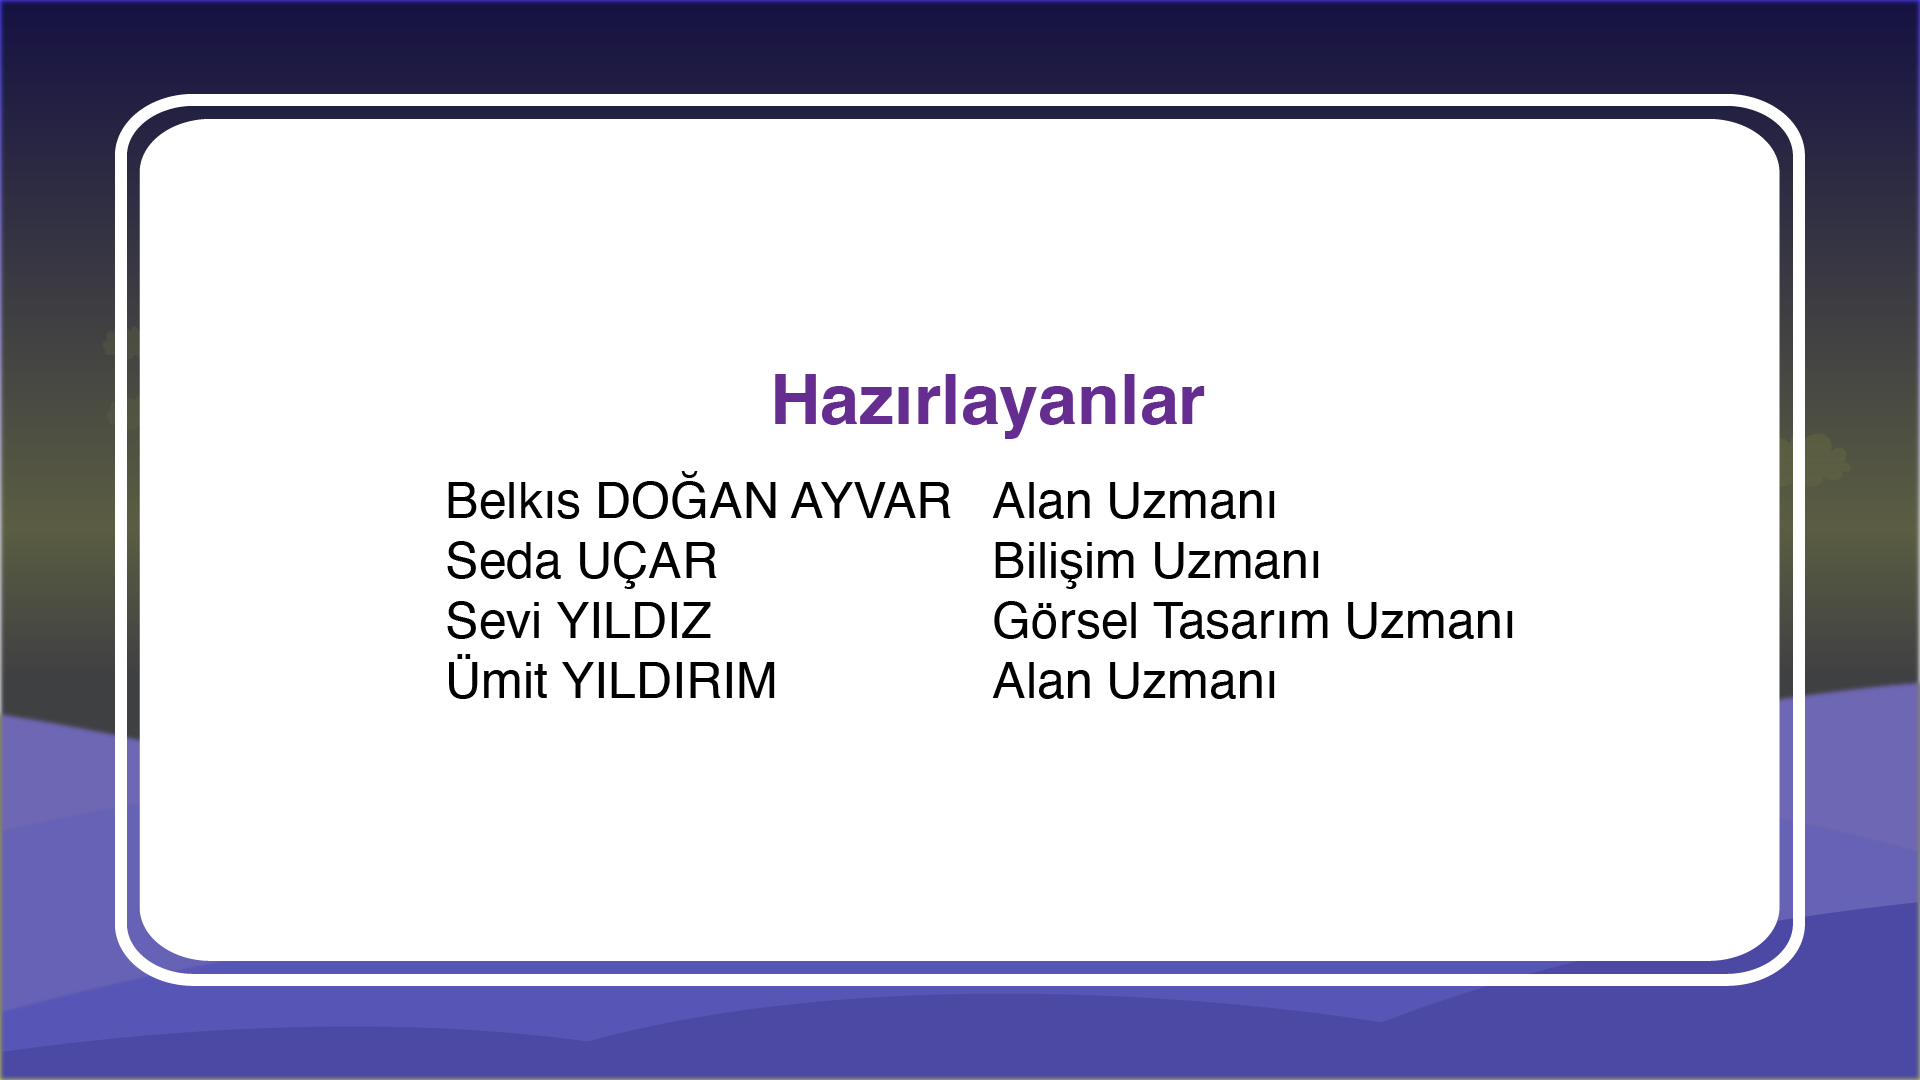 Hazırlayanlar
Belkıs DOĞAN AYVAR Alan Uzmanı
Seda UÇAR Bilişim Uzmanı
Sevi YILDIZ Görsel Tasarım Uzmanı
Ümit YILDIRIM Alan Uzmanı